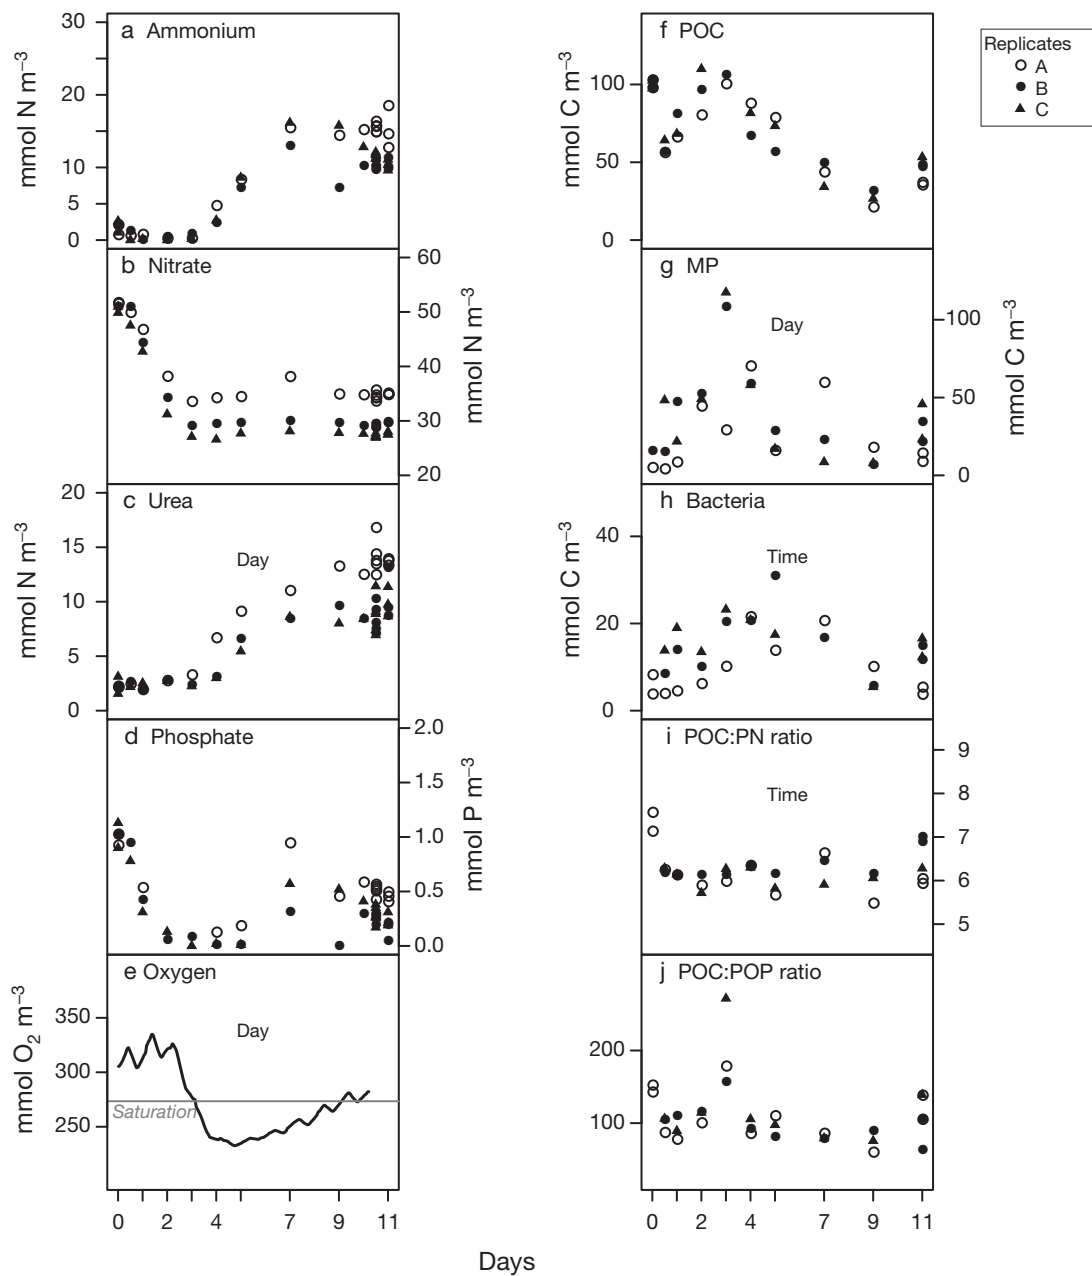 a Ammonium
mmol N m⁻³
30
20
10
5
0
b Nitrate
mmol N m⁻³
60
50
40
30
20
c Urea
Day
mmol N m⁻³
20
15
10
5
0
d Phosphate
mmol P m⁻³
2.0
1.5
1.0
0.5
0.0
e Oxygen
Day
Saturation
mmol O₂ m⁻³
350
300
250
0 2 4 7 9 11
f POC
mmol C m⁻³
100
50
0
g MP
Day
mmol C m⁻³
100
50
0
h Bacteria
Time
mmol C m⁻³
40
20
0
i POC:PN ratio
Time
9
8
7
6
5
j POC:POP ratio
200
100
0 2 4 7 9 11
Days
Replicates
A
B
C